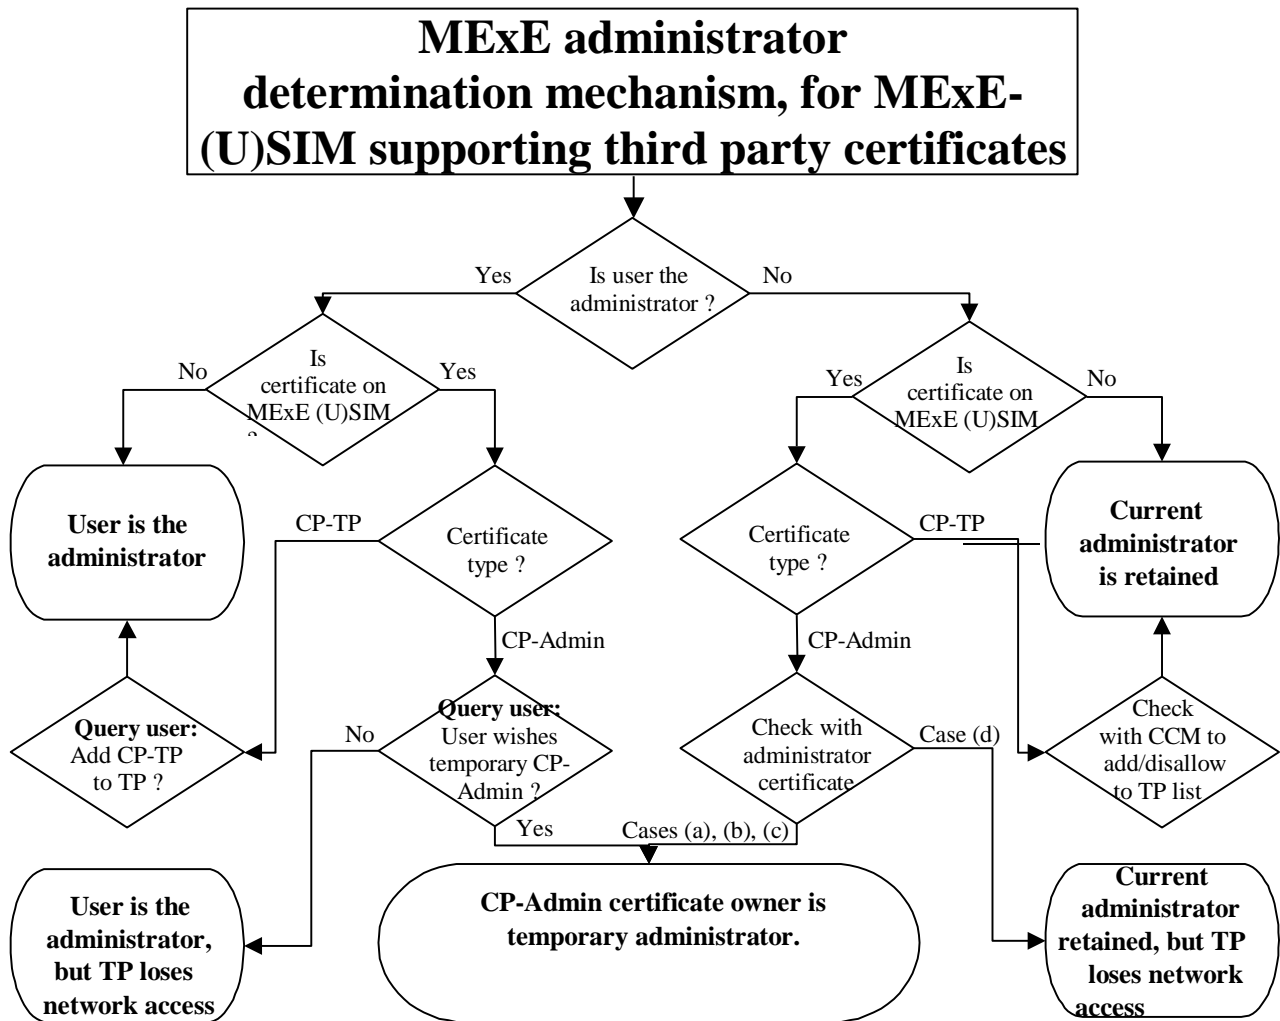 MExE administrator
determination mechanism, for MExE-
(U)SIM supporting third party certificates
Is user the
administrator ?
Yes
No
Is
certificate on
MExE (U)SIM
?
No
Yes
Is
certificate on
MExE (U)SIM
Yes
No
User is the
administrator
CP-TP
Certificate
type ?
CP-Admin
Certificate
type ?
CP-TP
CP-Admin
Current
administrator
is retained
Query user:
Add CP-TP
to TP ?
No
Query user:
User wishes
temporary CP-
Admin ?
Yes
Check with
administrator
certificate
Case (d)
Cases (a), (b), (c)
Check
with CCM to
add/disallow
to TP list
User is the
administrator,
but TP loses
network access
CP-Admin certificate owner is
temporary administrator.
Current
administrator
retained, but TP
loses network
access